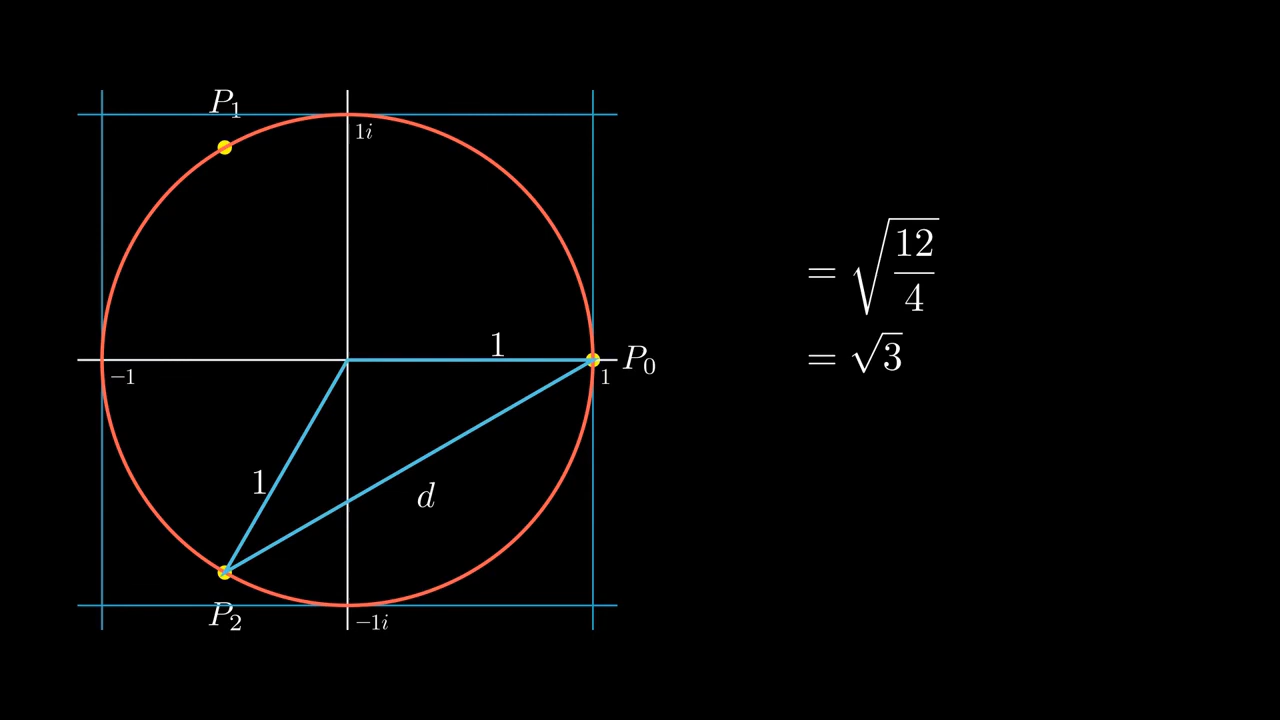 P₁
1i
1
P₀
−1
1
1
d
P₂
−1i
= √(12/4)
= √3